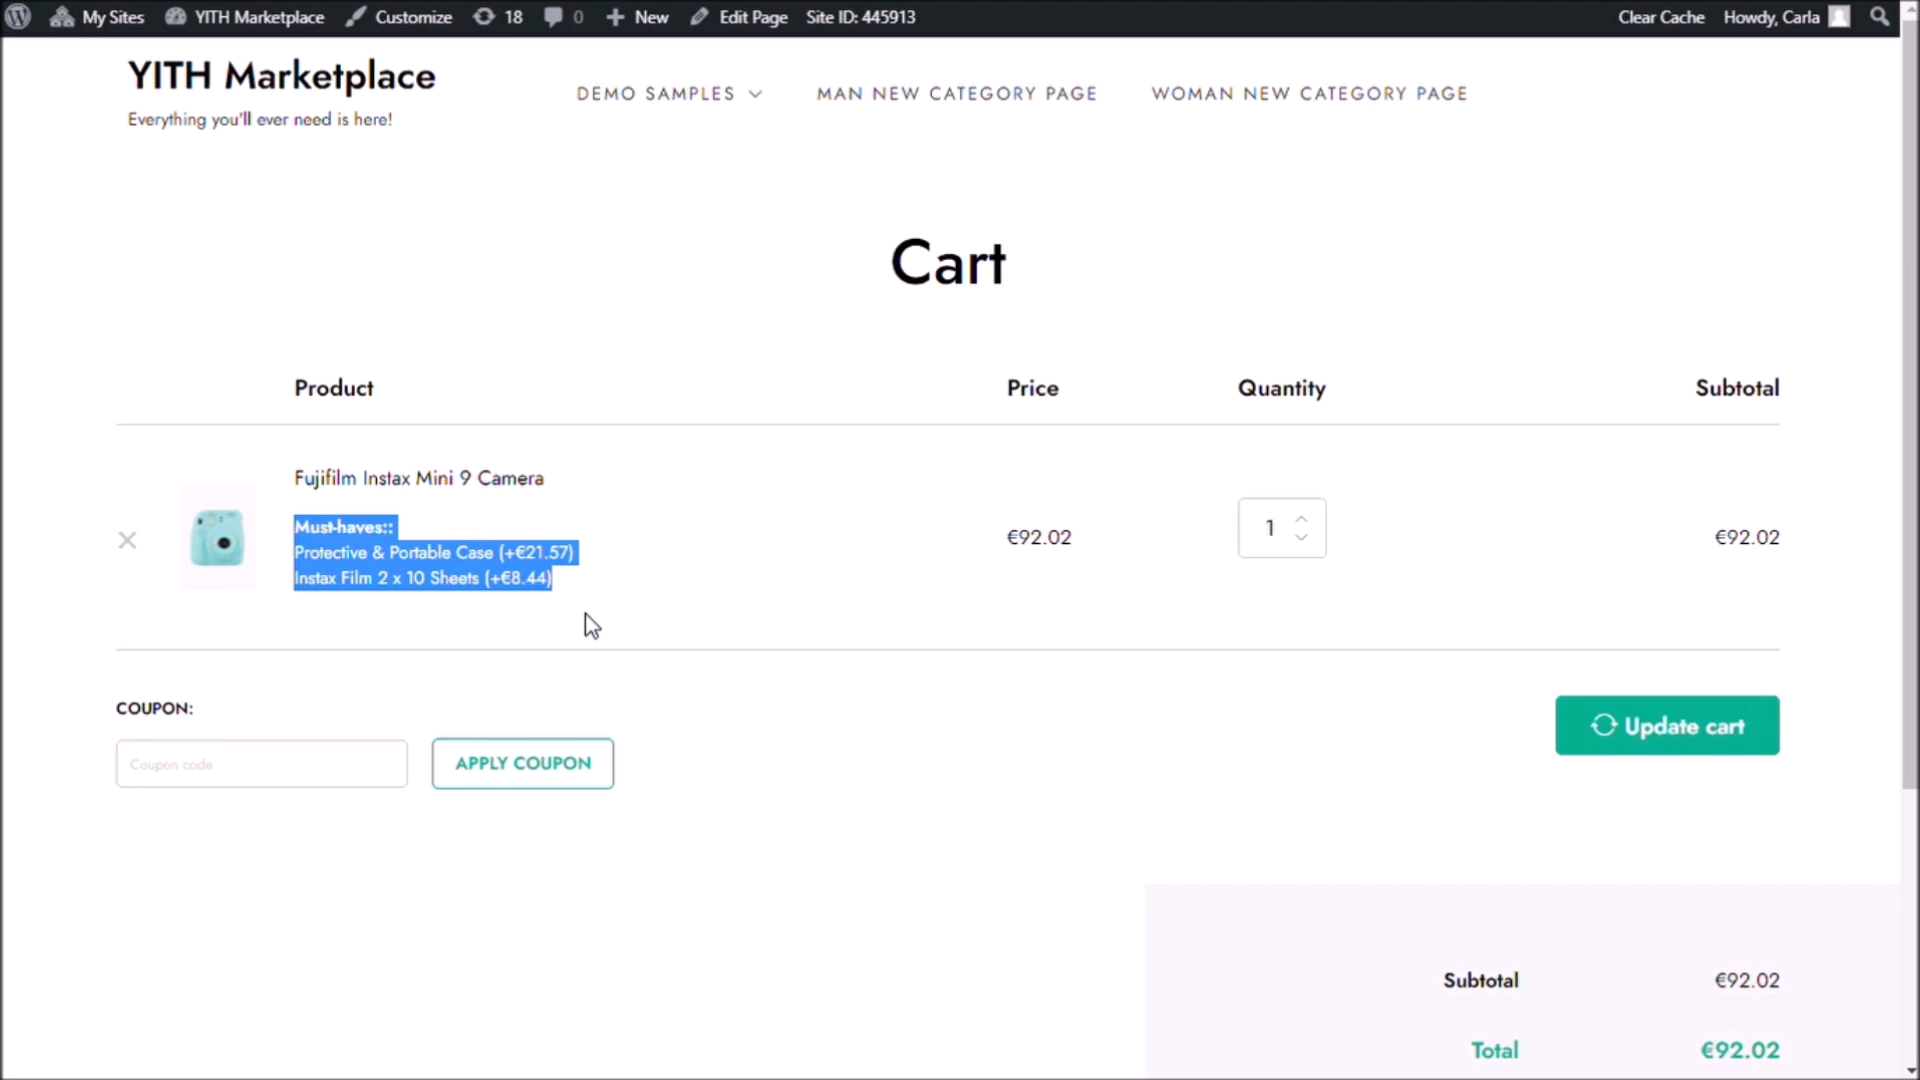 My Sites YITH Marketplace Customize 18 0 New Edit Page Site ID: 445913 Clear Cache Howdy, Carla
YITH Marketplace
Everything you'll ever need is here!
DEMO SAMPLES MAN NEW CATEGORY PAGE WOMAN NEW CATEGORY PAGE
Cart
Product Price Quantity Subtotal
Fujifilm Instax Mini 9 Camera
Must-haves::
Protective & Portable Case (+€21.57)
Instax Film 2 x 10 Sheets (+€8.44)
€92.02 1 €92.02
COUPON:
Coupon code APPLY COUPON
Update cart
Subtotal €92.02
Total €92.02